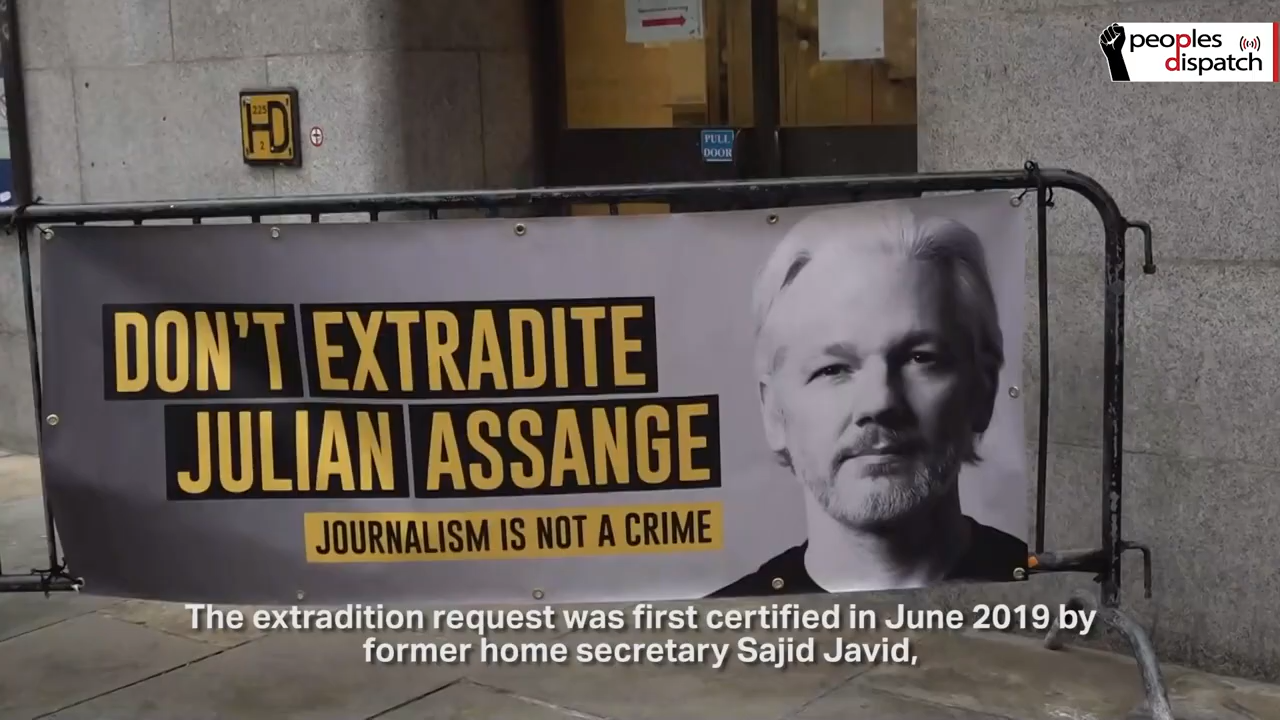 peoples
dispatch
225
HD
2
PULL
DOOR
DON'T EXTRADITE
JULIAN ASSANGE
JOURNALISM IS NOT A CRIME
The extradition request was first certified in June 2019 by
former home secretary Sajid Javid,